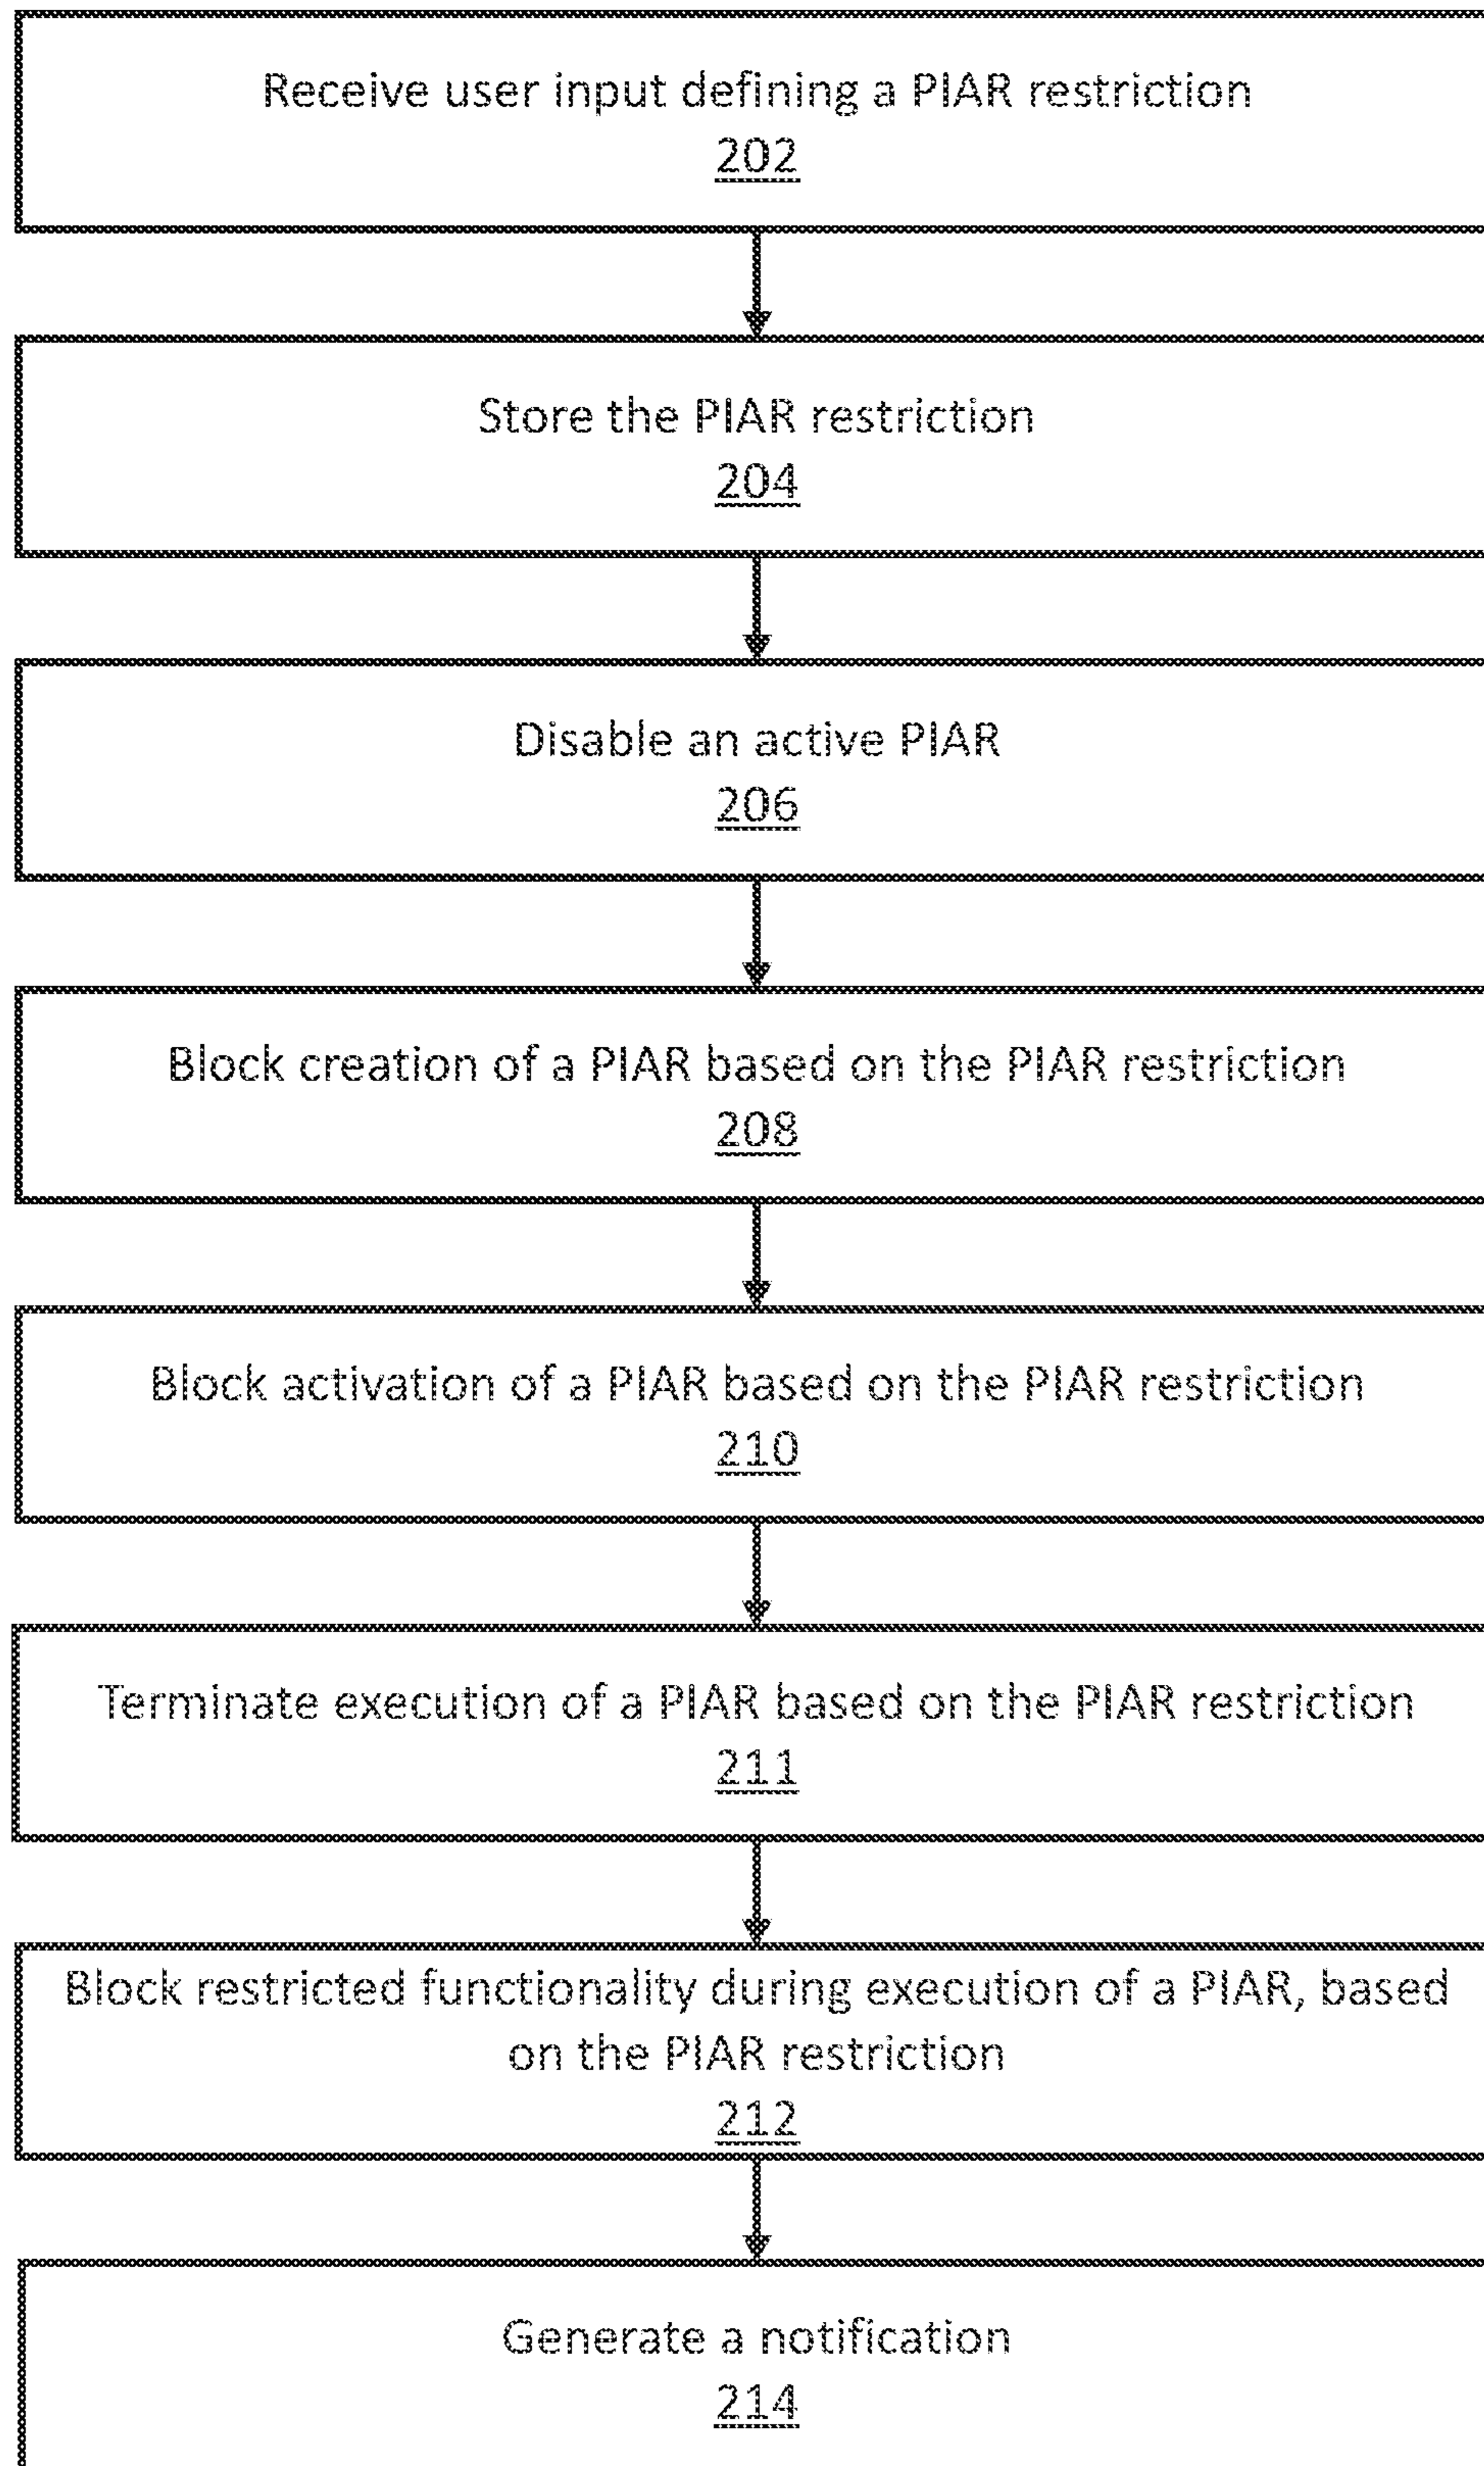 Receive user input defining a PIAR restriction
202
Store the PIAR restriction
204
Disable an active PIAR
206
Block creation of a PIAR based on the PIAR restriction
208
Block activation of a PIAR based on the PIAR restriction
210
Terminate execution of a PIAR based on the PIAR restriction
211
Block restricted functionality during execution of a PIAR, based
on the PIAR restriction
212
Generate a notification
214